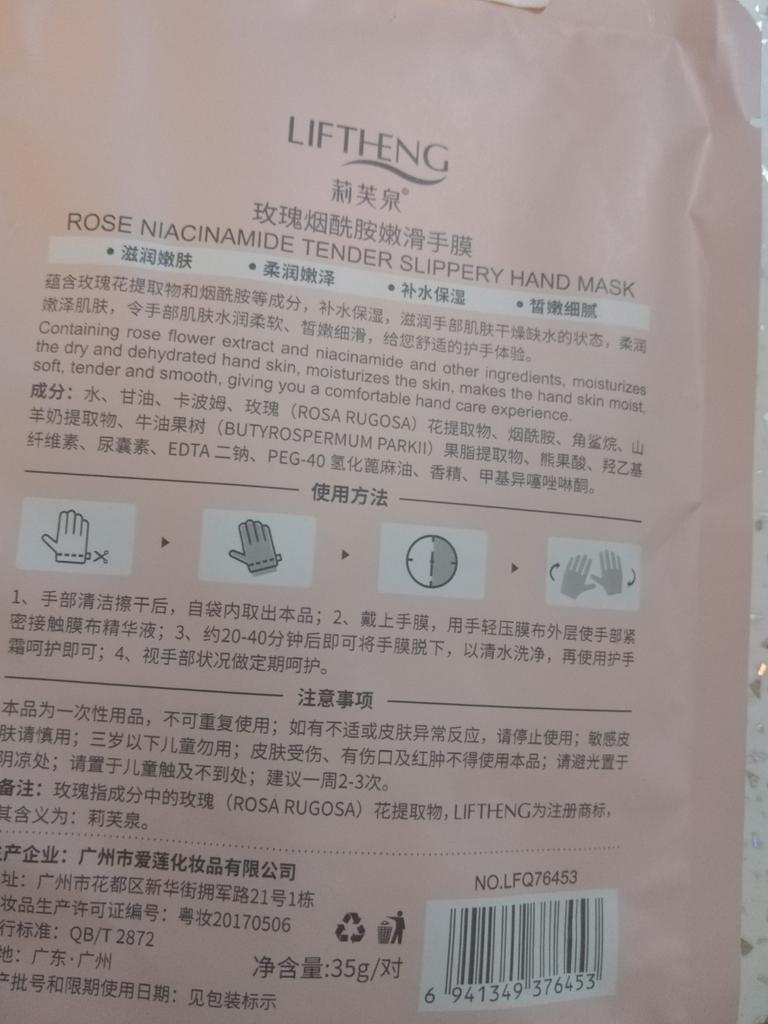 LIFTHENG
莉芙泉®
玫瑰烟酰胺嫩滑手膜
ROSE NIACINAMIDE TENDER SLIPPERY HAND MASK
• 滋润嫩肤 • 柔润嫩泽 • 补水保湿 • 皙嫩细腻
蕴含玫瑰花提取物和烟酰胺等成分，补水保湿，滋润手部肌肤干燥缺水的状态，柔润
嫩泽肌肤，令手部肌肤水润柔软、皙嫩细滑，给您舒适的护手体验。
Containing rose flower extract and niacinamide and other ingredients, moisturizes
the dry and dehydrated hand skin, moisturizes the skin, makes the hand skin moist,
soft, tender and smooth, giving you a comfortable hand care experience.
成分：水、甘油、卡波姆、玫瑰（ROSA RUGOSA）花提取物、烟酰胺、角鲨烷、山
羊奶提取物、牛油果树（BUTYROSPERMUM PARKII）果脂提取物、熊果酸、羟乙基
纤维素、尿囊素、EDTA 二钠、PEG-40 氢化蓖麻油、香精、甲基异噻唑啉酮。
使用方法
1、手部清洁擦干后，自袋内取出本品；2、戴上手膜，用手轻压膜布外层使手部紧
密接触膜布精华液；3、约20-40分钟后即可将手膜脱下，以清水洗净，再使用护手
霜呵护即可；4、视手部状况做定期呵护。
注意事项
本品为一次性用品，不可重复使用；如有不适或皮肤异常反应，请停止使用；敏感皮
肤请慎用；三岁以下儿童勿用；皮肤受伤、有伤口及红肿不得使用本品；请避光置于
阴凉处；请置于儿童触及不到处；建议一周2-3次。
备注：玫瑰指成分中的玫瑰（ROSA RUGOSA）花提取物，LIFTHENG为注册商标，
其含义为：莉芙泉。
产企业：广州市爱莲化妆品有限公司
址：广州市花都区新华街拥军路21号1栋
妆品生产许可证编号：粤妆20170506
行标准：QB/T 2872
地：广东·广州
产批号和限期使用日期：见包装标示
净含量:35g/对
NO.LFQ76453
6 941349 376453